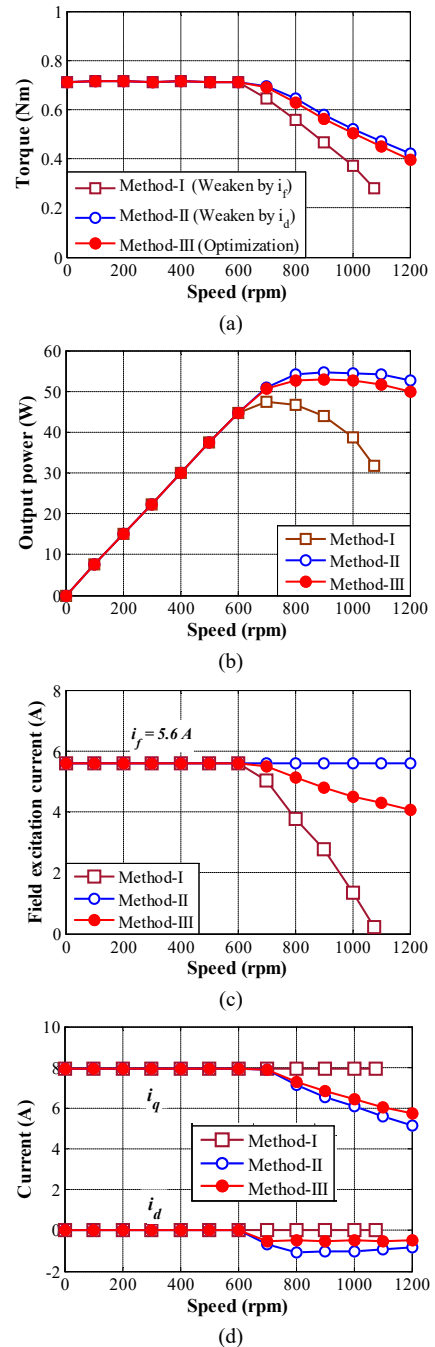 1
0.8
0.6
0.4
0.2
0
Torque (Nm)
Method-I (Weaken by i_f)
Method-II (Weaken by i_d)
Method-III (Optimization)
0 200 400 600 800 1000 1200
Speed (rpm)
(a)
60
50
40
30
20
10
0
Output power (W)
Method-I
Method-II
Method-III
0 200 400 600 800 1000 1200
Speed (rpm)
(b)
8
6
4
2
0
Field excitation current (A)
i_f = 5.6 A
Method-I
Method-II
Method-III
0 200 400 600 800 1000 1200
Speed (rpm)
(c)
10
8
6
4
2
0
-2
Current (A)
i_q
Method-I
Method-II
Method-III
i_d
0 200 400 600 800 1000 1200
Speed (rpm)
(d)